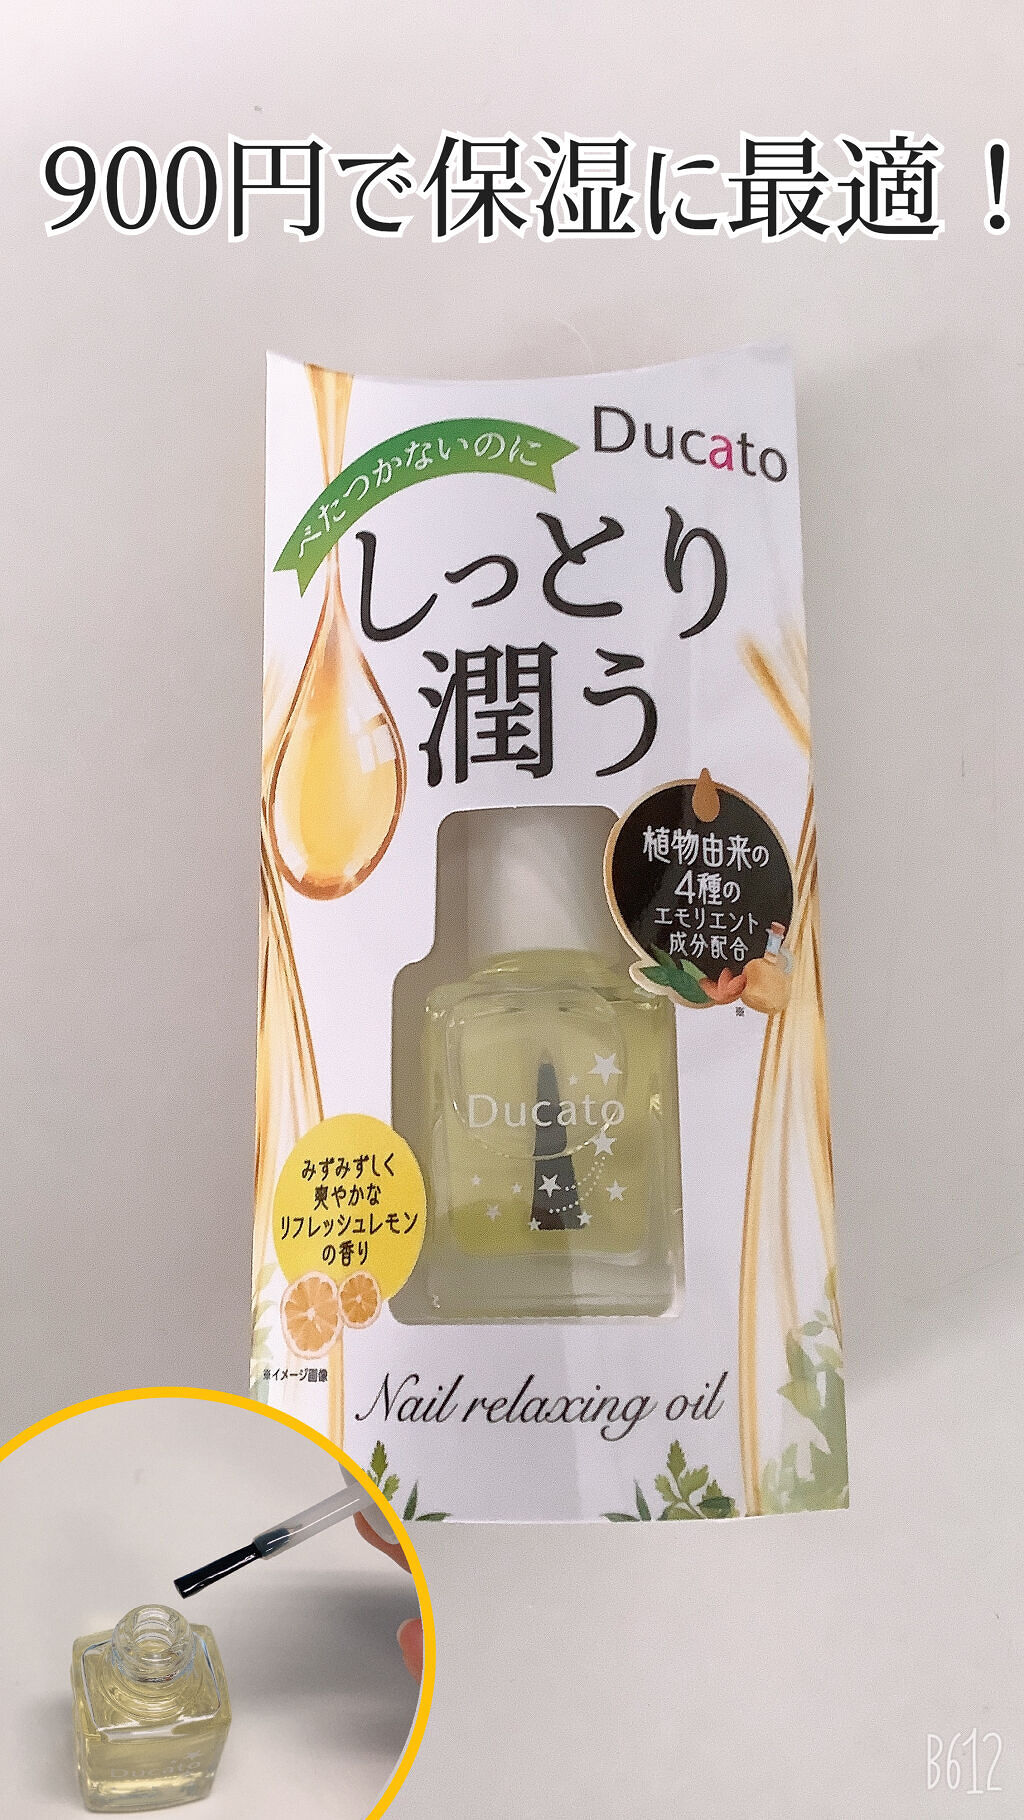 900円で保湿に最適！
Ducato
べたつかないのに
しっとり
潤う
植物由来の
4種の
エモリエント
成分配合
※
Ducato
みずみずしく
爽やかな
リフレッシュレモン
の香り
※イメージ画像
Nail relaxing oil
Ducato
B612